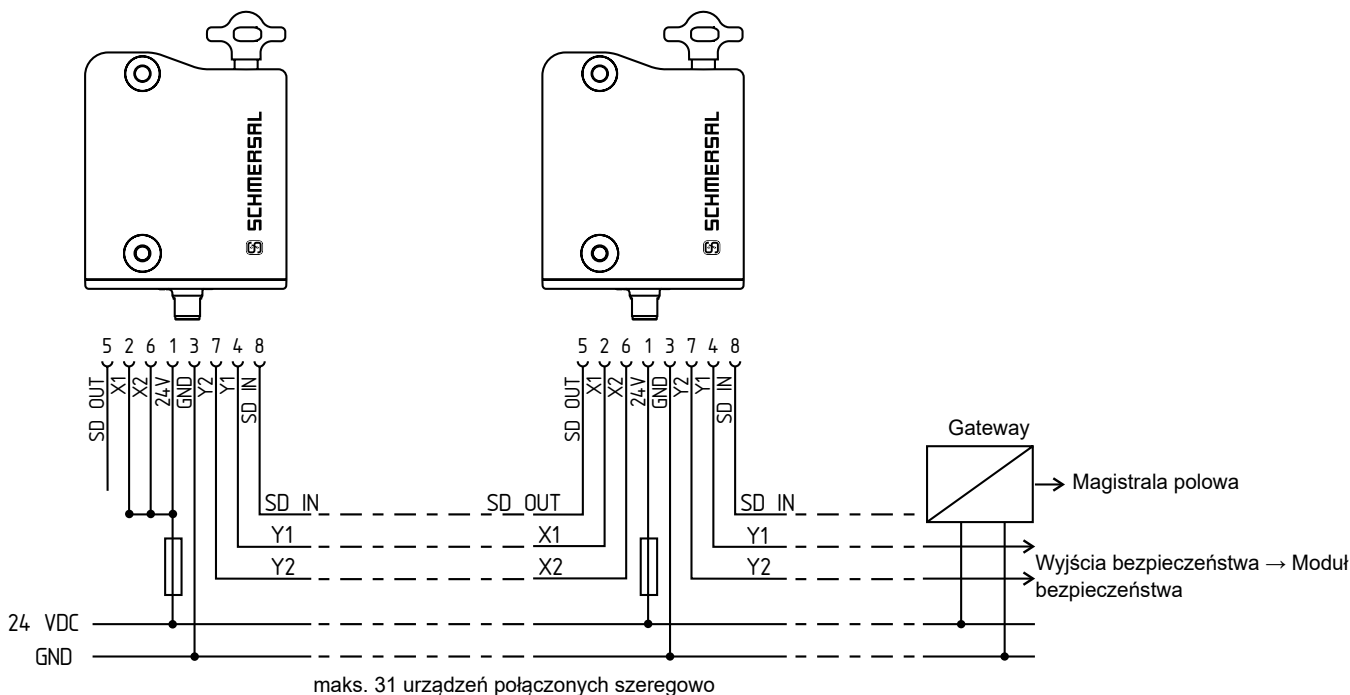 SCHMERSAL
SCHMERSAL
5 2 6 1 3 7 4 8
5 2 6 1 3 7 4 8
SD OUT
X1
X2
24V
GND
Y2
Y1
SD IN
SD OUT
X1
X2
24V
GND
Y2
Y1
SD IN
Gateway
Magistrala polowa
SD IN
SD OUT
SD IN
Y1
X1
Y1
Y2
X2
Y2
Wyjścia bezpieczeństwa → Moduł
bezpieczeństwa
24 VDC
GND
maks. 31 urządzeń połączonych szeregowo